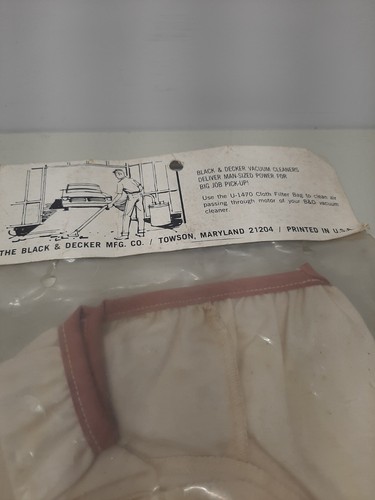 BLACK & DECKER VACUUM CLEANERS
DELIVER MAN-SIZED POWER FOR
BIG JOB PICK-UP!
Use the U-1470 Cloth Filter Bag to clean air
passing through motor of your B&D vacuum
cleaner.
THE BLACK & DECKER MFG. CO. / TOWSON, MARYLAND 21204 / PRINTED IN U.S.A.